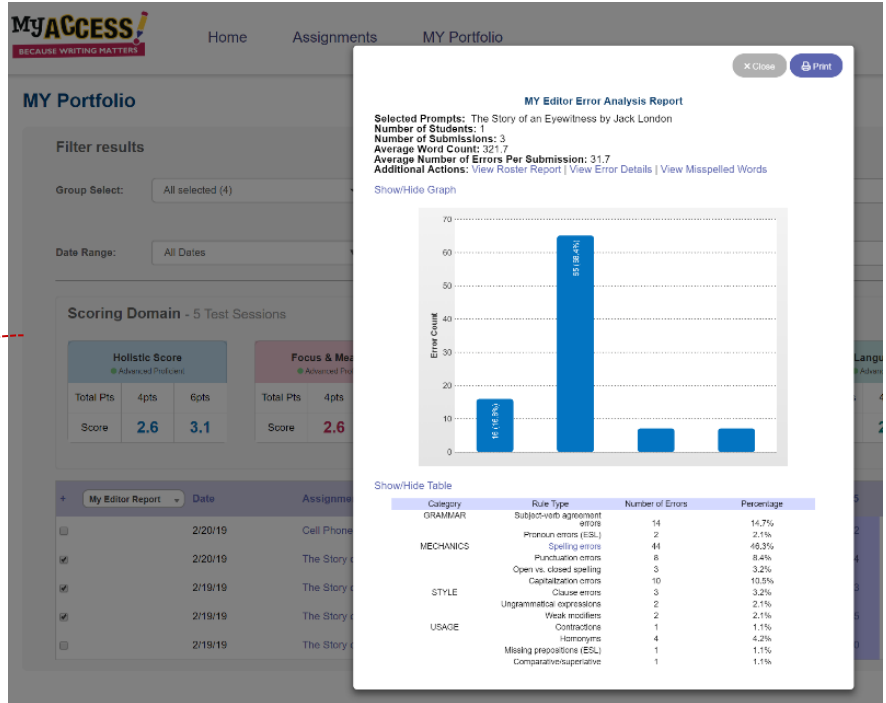 MY ACCESS!
BECAUSE WRITING MATTERS
Home Assignments MY Portfolio
× Close Print
MY Portfolio
MY Editor Error Analysis Report
Selected Prompts: The Story of an Eyewitness by Jack London
Number of Students: 1
Number of Submissions: 3
Average Word Count: 321.7
Average Number of Errors Per Submission: 31.7
Additional Actions: View Roster Report | View Error Details | View Misspelled Words
Filter results
Group Select: All selected (4)
Show/Hide Graph
Date Range: All Dates
70
60
50
40
30
20
10
0
Error Count
16 (16.8%)
65 (68.4%)
Scoring Domain - 5 Test Sessions
Holistic Score Focus & Mea Langu
Advanced Proficient Advanced Pro Advan
Total Pts 4pts 6pts Total Pts 4pts 4
Score 2.6 3.1 Score 2.6 2
Show/Hide Table
+ My Editor Report Date Assignme
2/20/19 Cell Phone
2/20/19 The Story
2/19/19 The Story
2/19/19 The Story
2/19/19 The Story
Category Rule Type Number of Errors Percentage
GRAMMAR Subject-verb agreement
errors 14 14.7%
Pronoun errors (ESL) 2 2.1%
MECHANICS Spelling errors 44 46.3%
Punctuation errors 8 8.4%
Open vs. closed spelling 3 3.2%
Capitalization errors 10 10.5%
STYLE Clause errors 3 3.2%
Ungrammatical expressions 2 2.1%
Weak modifiers 2 2.1%
USAGE Contractions 1 1.1%
Homonyms 4 4.2%
Missing prepositions (ESL) 1 1.1%
Comparative/superlative 1 1.1%